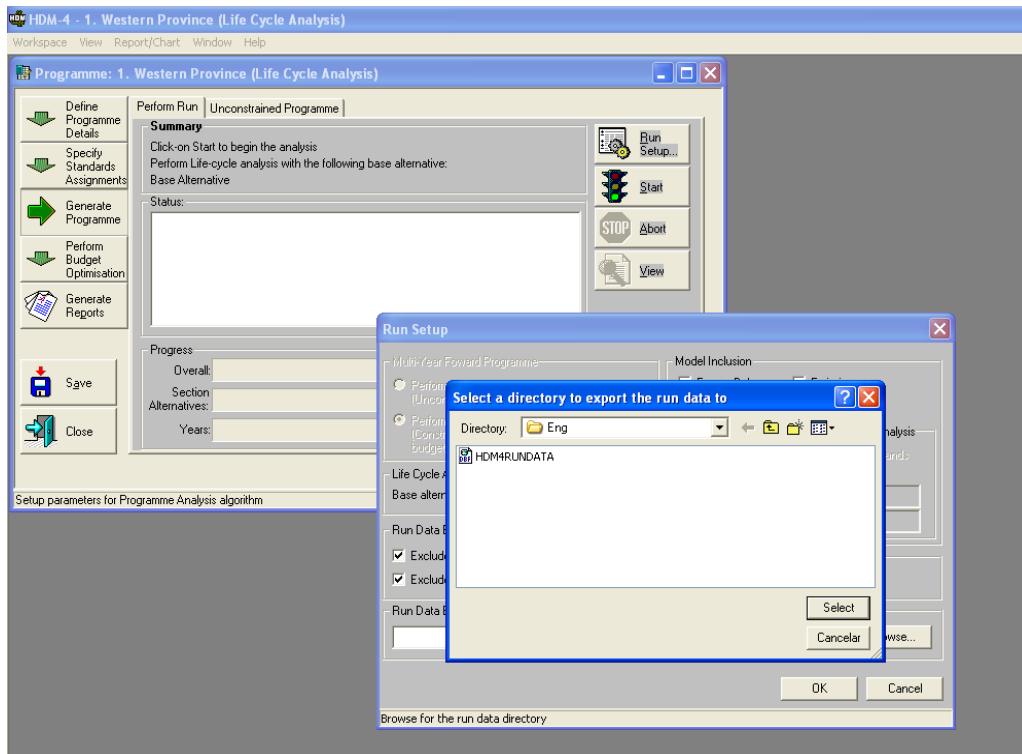 HDM-4 - 1. Western Province (Life Cycle Analysis)
Workspace View Report/Chart Window Help
Programme: 1. Western Province (Life Cycle Analysis)
Define
Programme
Details
Specify
Standards
Assignments
Generate
Programme
Perform
Budget
Optimisation
Generate
Reports
Save
Close
Perform Run
Unconstrained Programme
Summary
Click-on Start to begin the analysis
Perform Life-cycle analysis with the following base alternative:
Base Alternative
Status:
Run
Setup...
Start
STOP Abort
View
Progress
Overall:
Section
Alternatives:
Years:
Setup parameters for Programme Analysis algorithm
Run Setup
Multi-Year Foward Programme
Model Inclusion
Life Cycle
Base altern
Run Data
Exclud
Exclud
Run Data
OK
Cancel
Browse for the run data directory
Select a directory to export the run data to
Directory: Eng
HDM4RUNDATA
Select
Cancelar